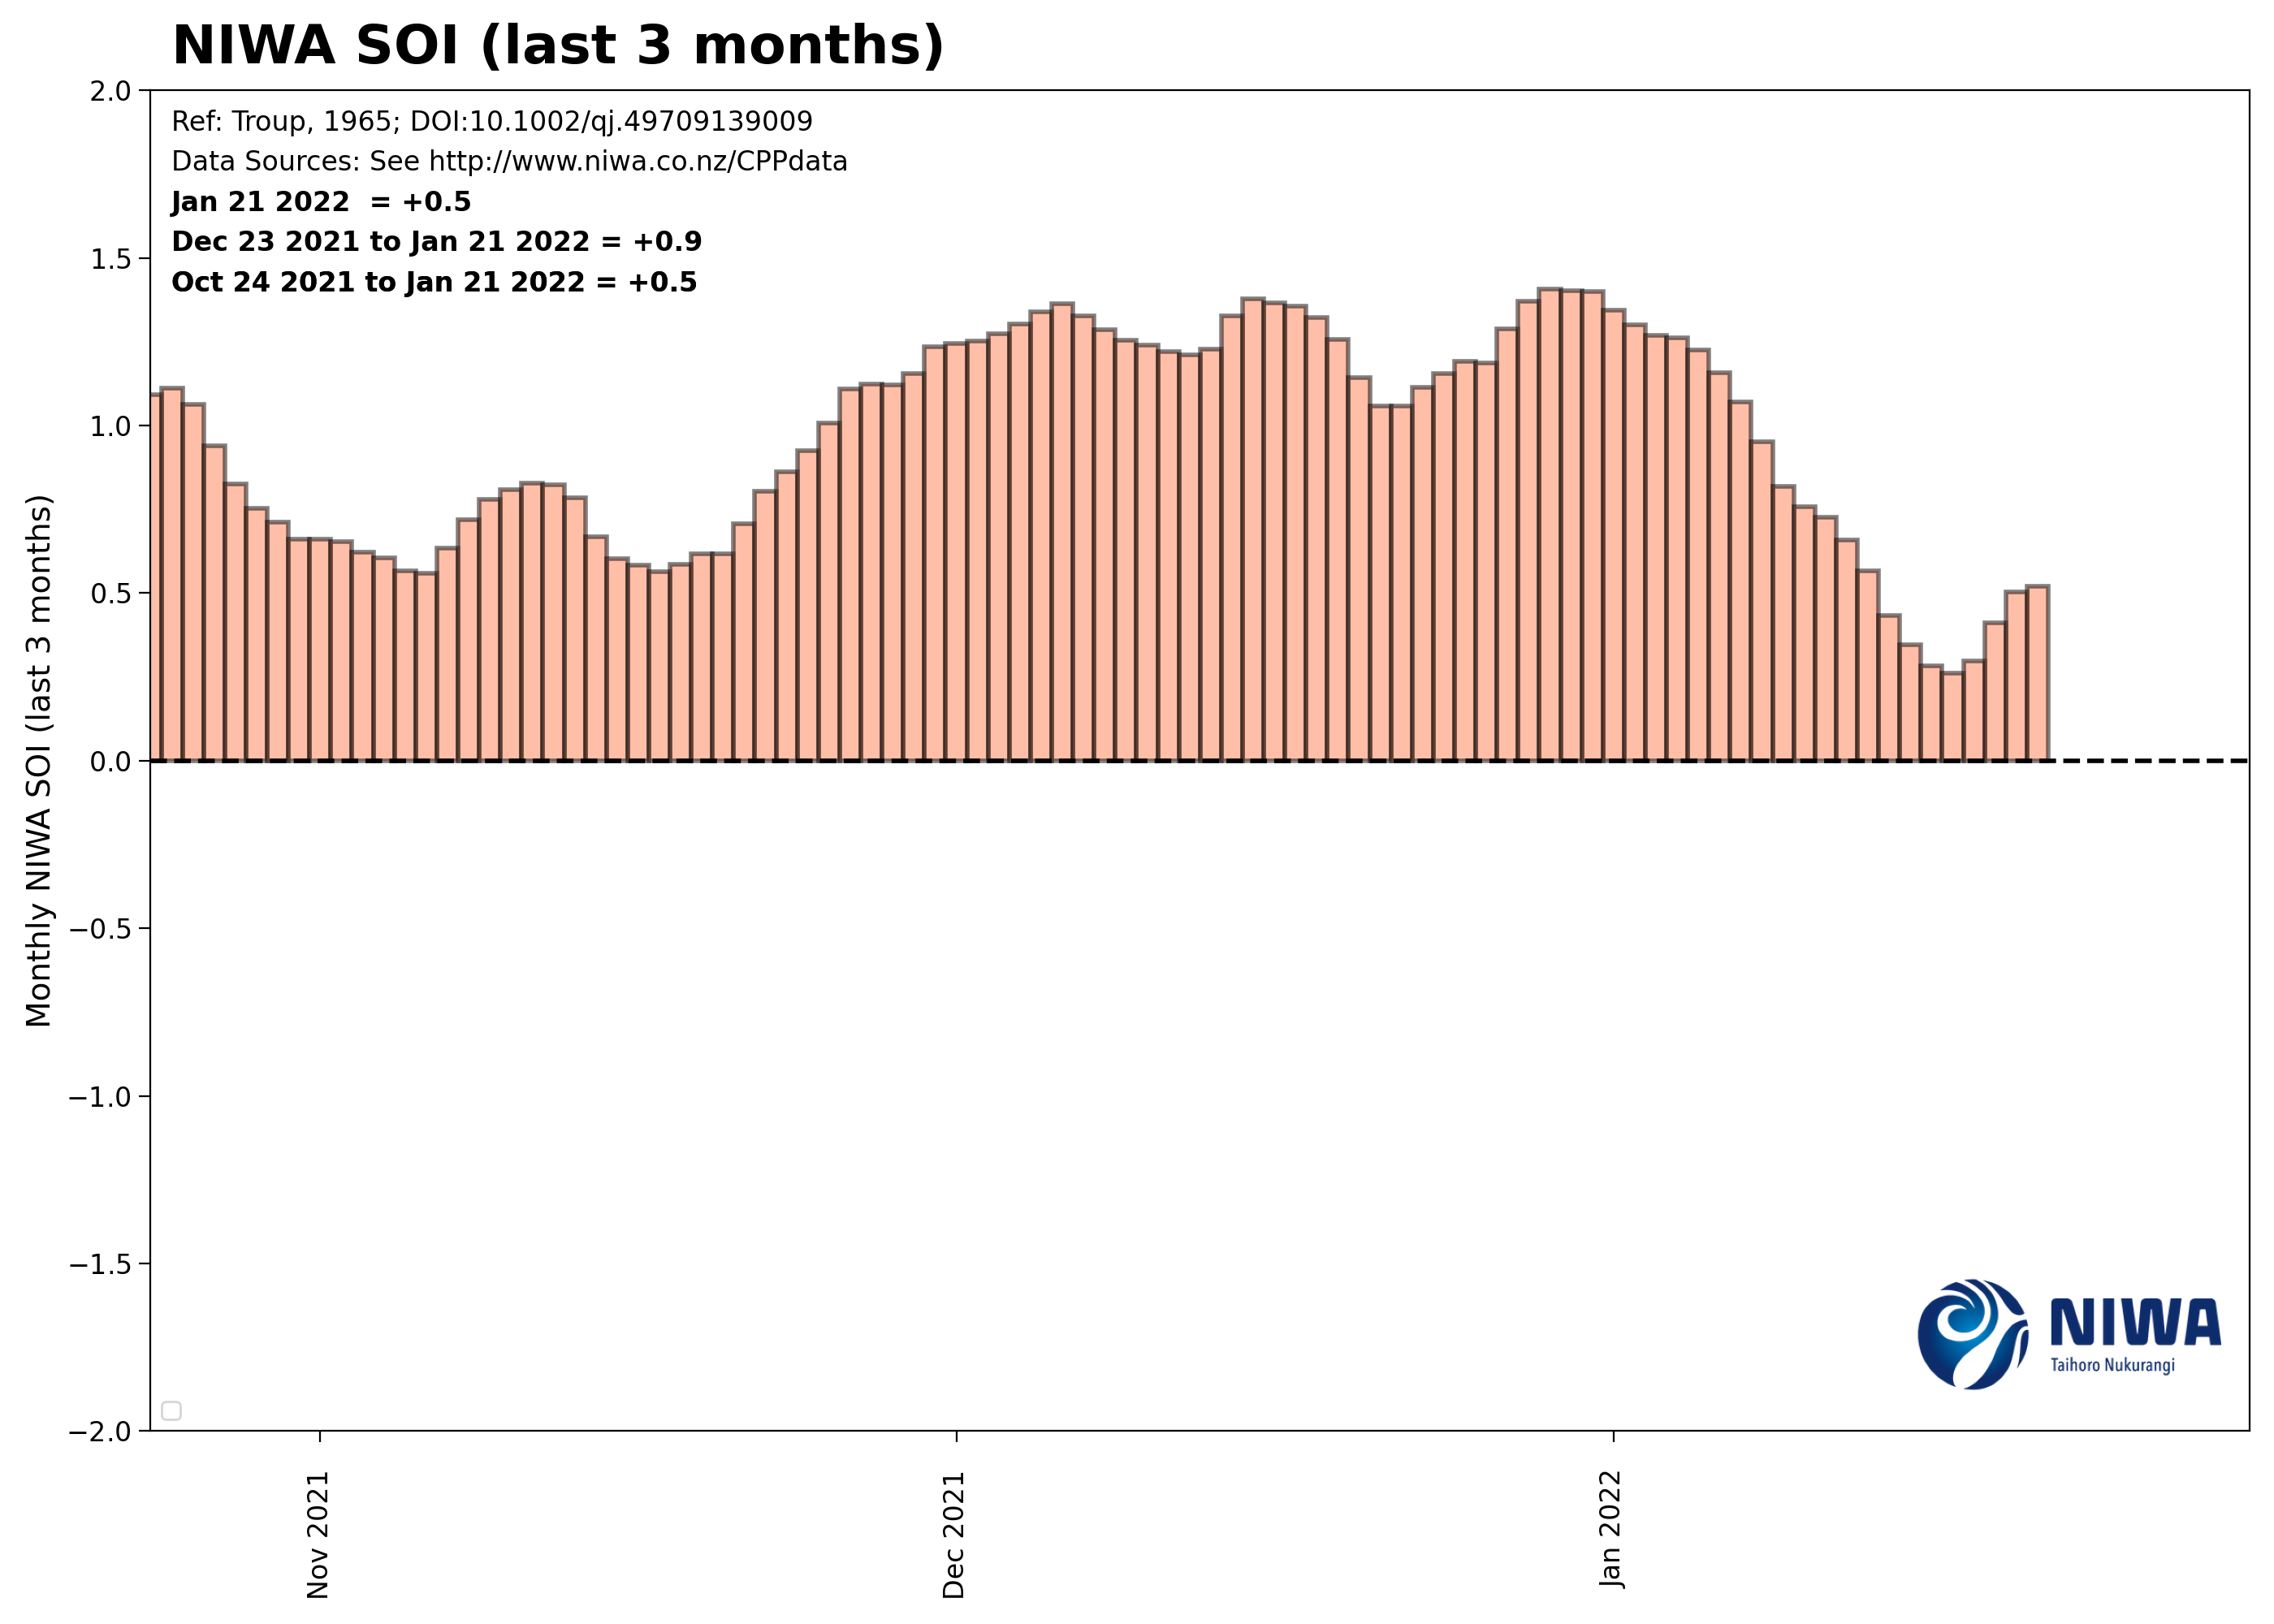 NIWA SOI (last 3 months)
Ref: Troup, 1965; DOI:10.1002/qj.49709139009
Data Sources: See http://www.niwa.co.nz/CPPdata
Jan 21 2022  = +0.5
Dec 23 2021 to Jan 21 2022 = +0.9
Oct 24 2021 to Jan 21 2022 = +0.5
Monthly NIWA SOI (last 3 months)
2.0
1.5
1.0
0.5
0.0
−0.5
−1.0
−1.5
−2.0
NIWA
Taihoro Nukurangi
Nov 2021
Dec 2021
Jan 2022